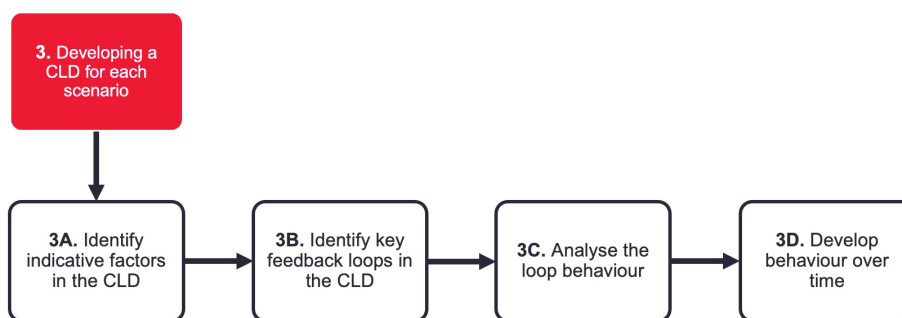 3. Developing a
CLD for each
scenario
3A. Identify
indicative factors
in the CLD
3B. Identify key
feedback loops in
the CLD
3C. Analyse the
loop behaviour
3D. Develop
behaviour over
time